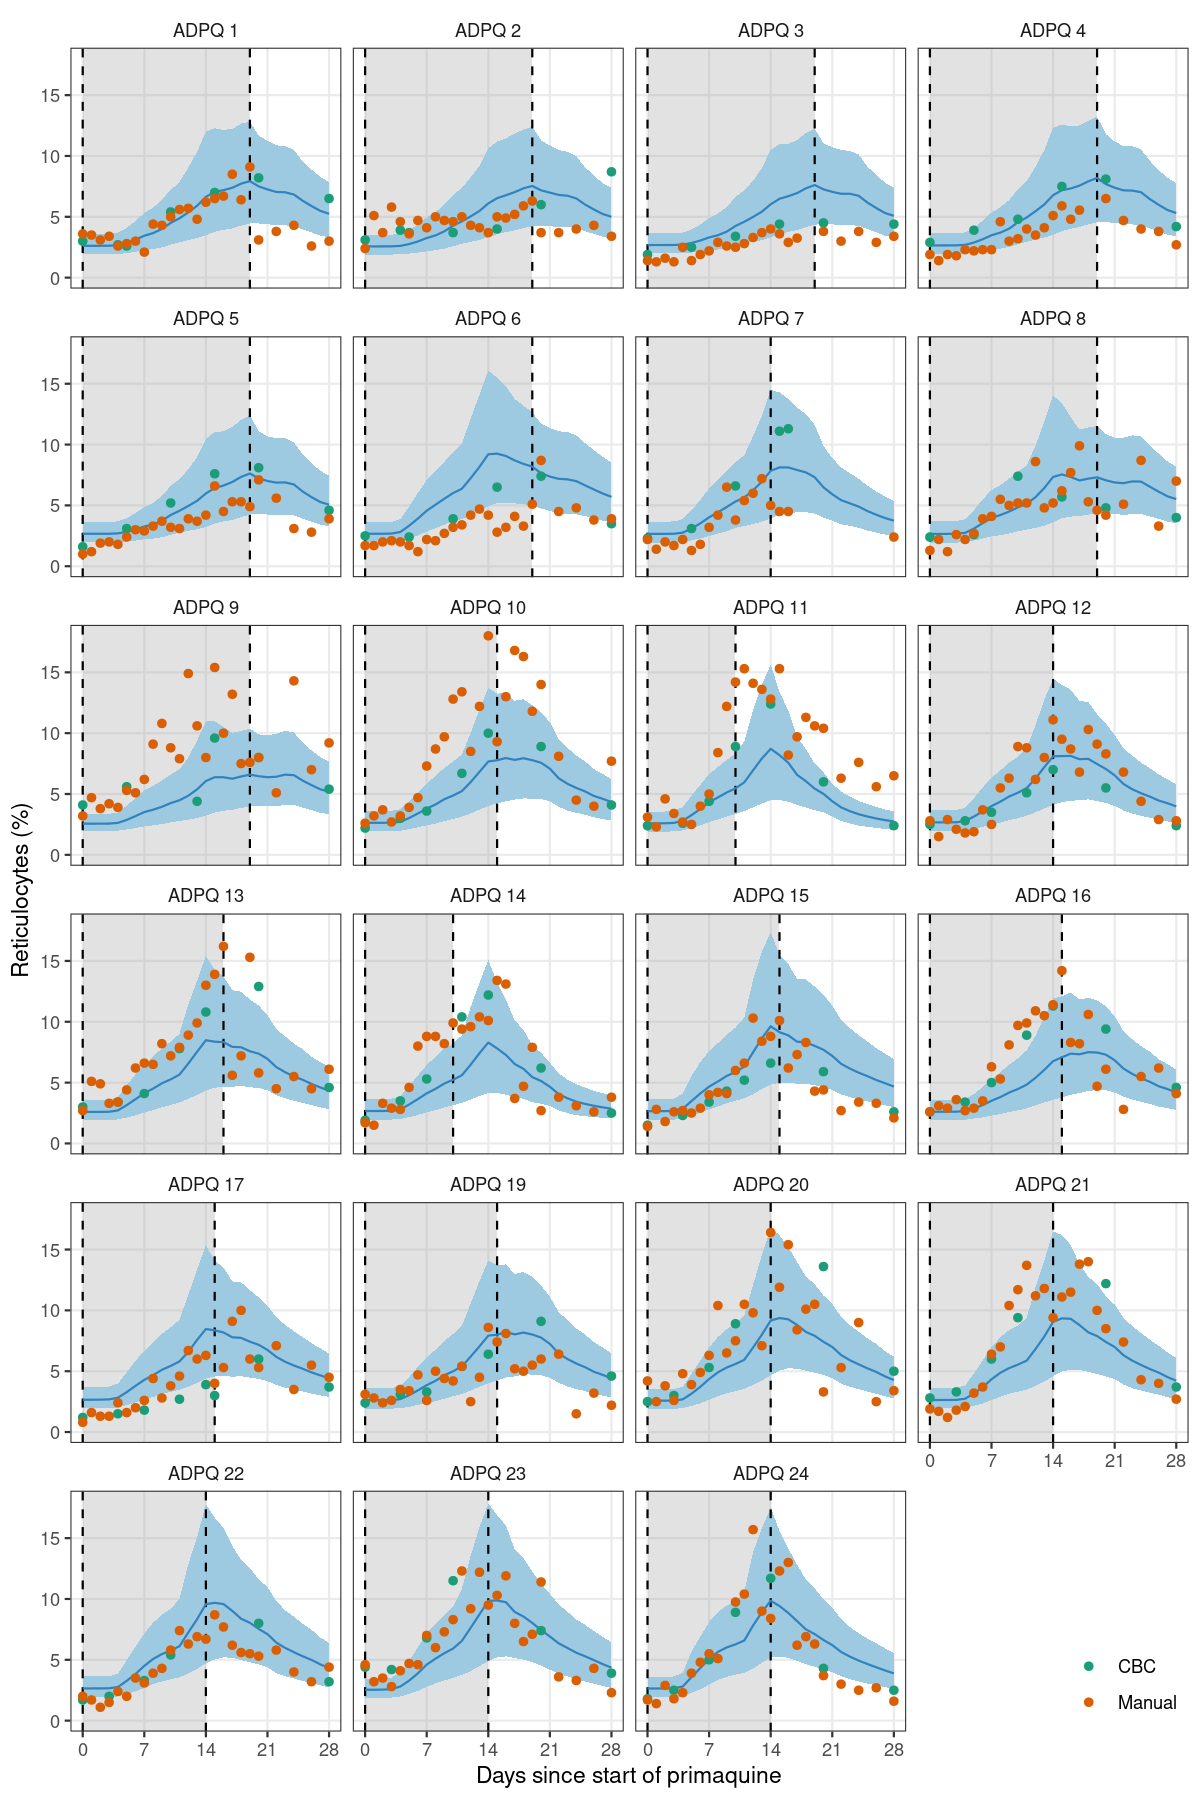 ADPQ 1 ADPQ 2 ADPQ 3 ADPQ 4
15
10
5
0
ADPQ 5 ADPQ 6 ADPQ 7 ADPQ 8
15
10
5
0
ADPQ 9 ADPQ 10 ADPQ 11 ADPQ 12
15
10
5
0
Reticulocytes (%)
ADPQ 13 ADPQ 14 ADPQ 15 ADPQ 16
15
10
5
0
ADPQ 17 ADPQ 19 ADPQ 20 ADPQ 21
15
10
5
0
0 7 14 21 28
ADPQ 22 ADPQ 23 ADPQ 24
15
10
5
0
0 7 14 21 28 0 7 14 21 28 0 7 14 21 28
Days since start of primaquine
CBC
Manual